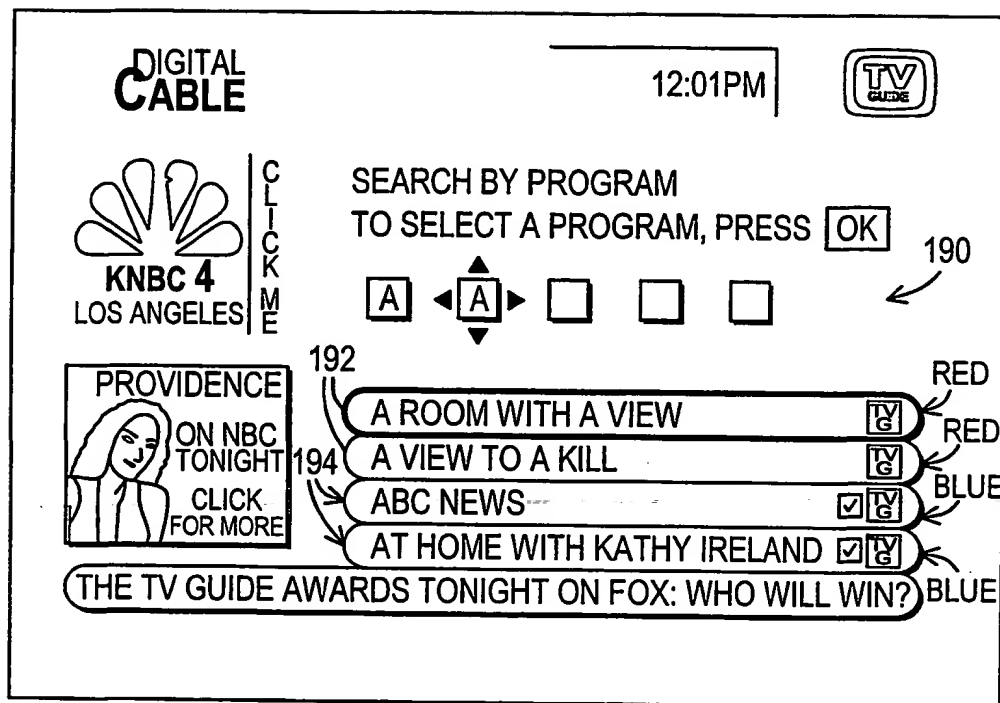 DIGITAL
CABLE
12:01PM
TV
GUIDE
KNBC 4
LOS ANGELES
CLICK ME
SEARCH BY PROGRAM
TO SELECT A PROGRAM, PRESS OK
190
A A
PROVIDENCE
ON NBC
TONIGHT
CLICK
FOR MORE
192
194
A ROOM WITH A VIEW TV G RED
A VIEW TO A KILL TV G RED
ABC NEWS TV G BLUE
AT HOME WITH KATHY IRELAND TV G BLUE
THE TV GUIDE AWARDS TONIGHT ON FOX: WHO WILL WIN?